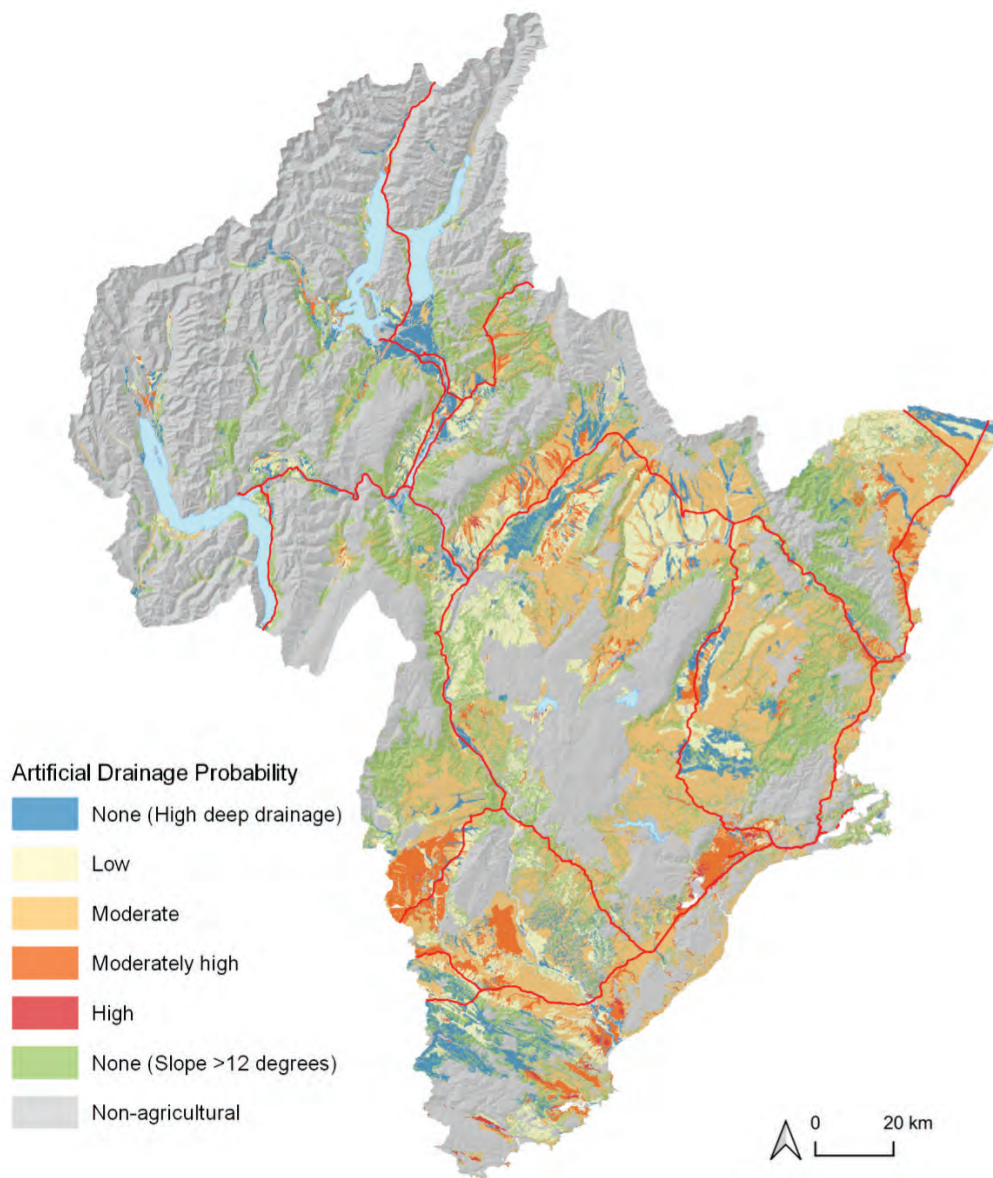 Artificial Drainage Probability
None (High deep drainage)
Low
Moderate
Moderately high
High
None (Slope >12 degrees)
Non-agricultural
0 20 km